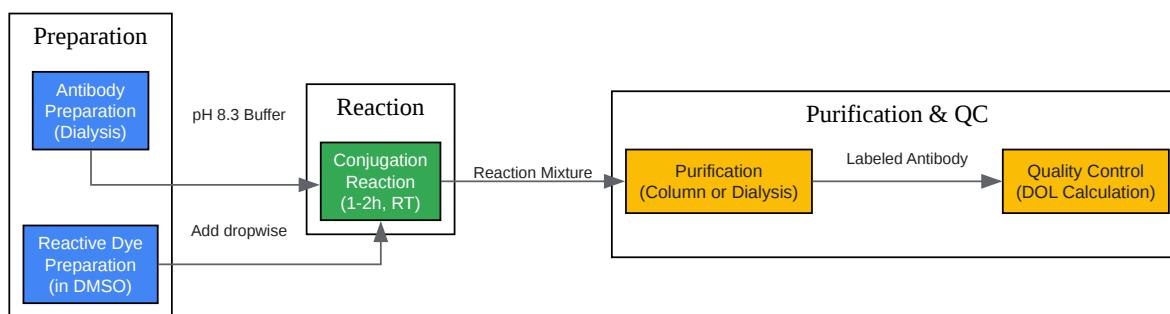 Preparation
Antibody
Preparation
(Dialysis)
pH 8.3 Buffer
Reactive Dye
Preparation
(in DMSO)
Add dropwise
Reaction
Conjugation
Reaction
(1-2h, RT)
Reaction Mixture
Purification & QC
Purification
(Column or Dialysis)
Labeled Antibody
Quality Control
(DOL Calculation)